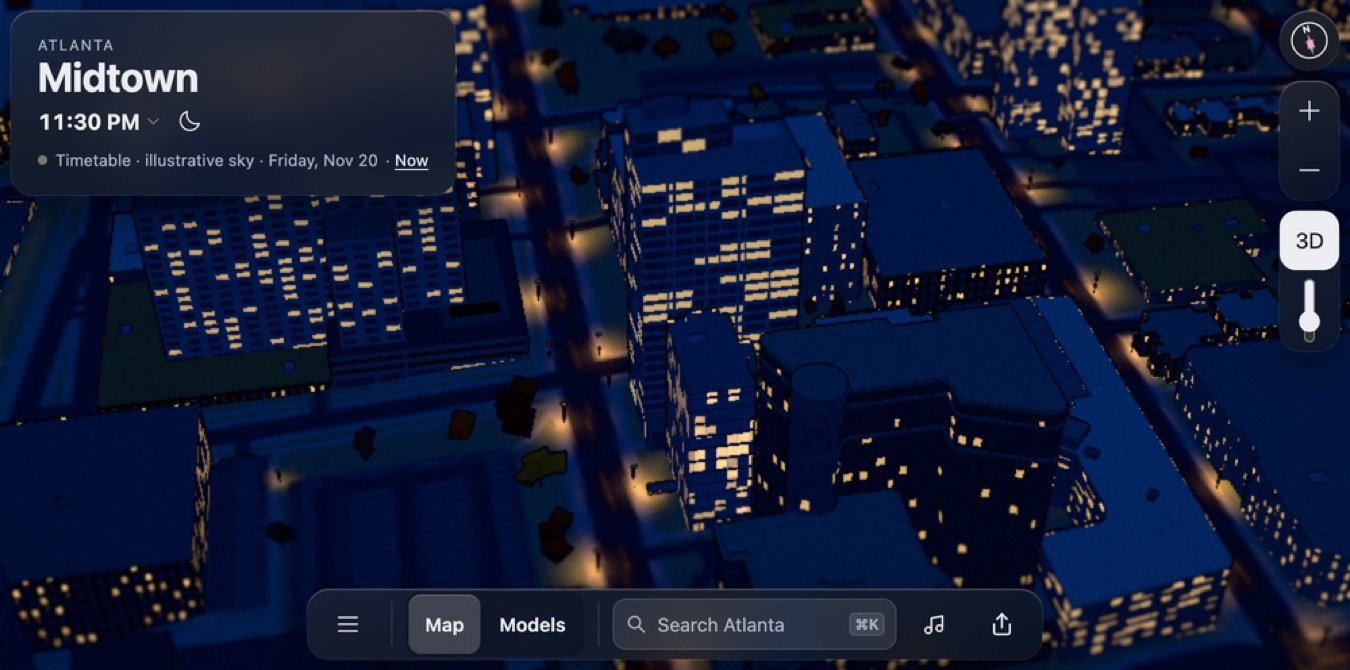 ATLANTA
Midtown
11:30 PM
Timetable · illustrative sky · Friday, Nov 20 · Now
N
+
−
3D
Map
Models
Search Atlanta
⌘K